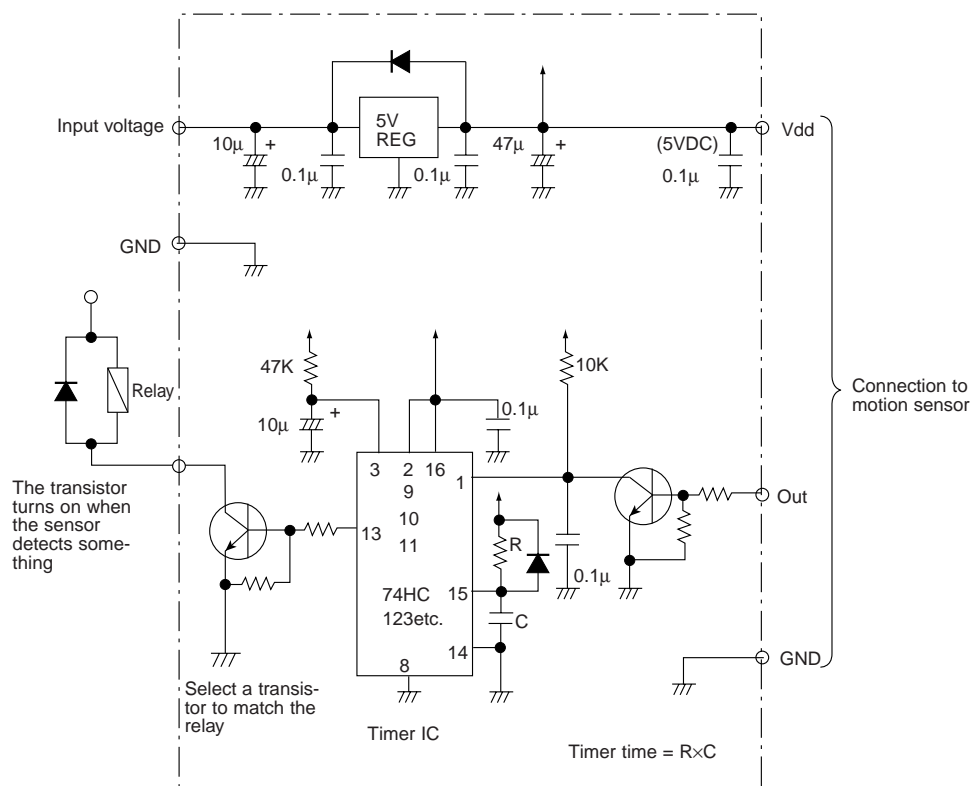 Input voltage
10µ
+
0.1µ
5V
REG
0.1µ
47µ
+
(5VDC)
0.1µ
Vdd
GND
Relay
47K
10µ
+
0.1µ
10K
Connection to
motion sensor
3
2
16
1
9
10
11
13
15
14
8
74HC
123etc.
R
C
0.1µ
Out
GND
The transistor
turns on when
the sensor
detects some-
thing
Select a transis-
tor to match the
relay
Timer IC
Timer time = R×C